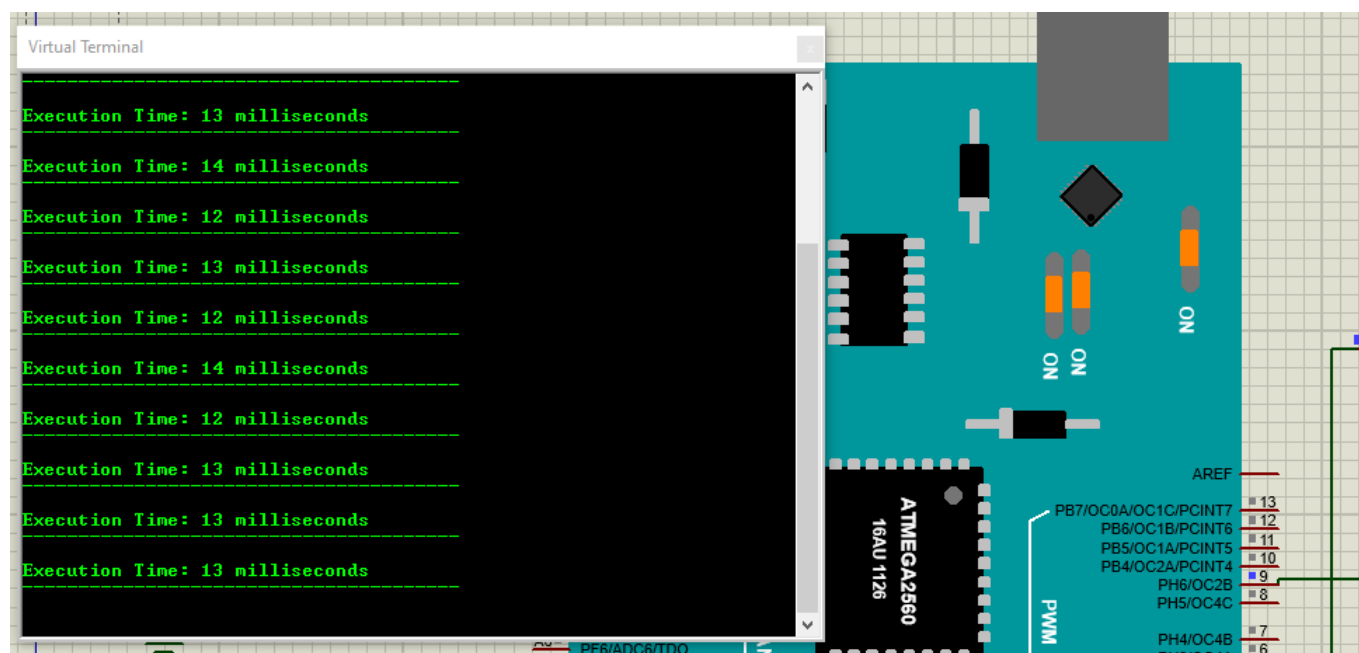 Virtual Terminal
Execution Time: 13 milliseconds
Execution Time: 14 milliseconds
Execution Time: 12 milliseconds
Execution Time: 13 milliseconds
Execution Time: 12 milliseconds
Execution Time: 14 milliseconds
Execution Time: 12 milliseconds
Execution Time: 13 milliseconds
Execution Time: 13 milliseconds
Execution Time: 13 milliseconds
ON
ON
ON
ATMEGA2560
16AU 1126
AREF
PB7/OC0A/OC1C/PCINT7 13
PB6/OC1B/PCINT6 12
PB5/OC1A/PCINT5 11
PB4/OC2A/PCINT4 10
PH6/OC2B 9
PH5/OC4C 8
PWM
PH4/OC4B 7
6
PF6/ADC6/TDO